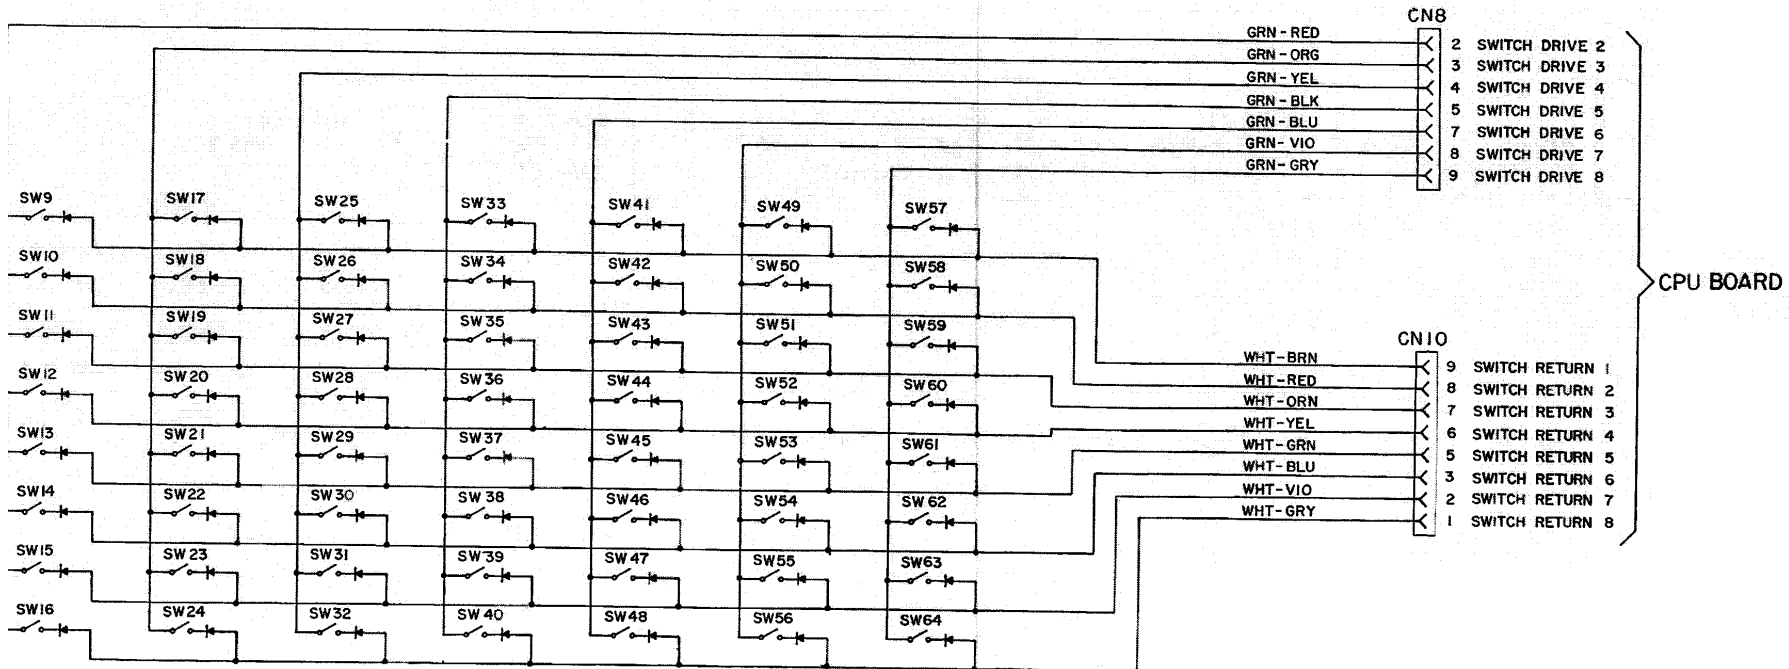 CN8
GRN-RED 2 SWITCH DRIVE 2
GRN-ORG 3 SWITCH DRIVE 3
GRN-YEL 4 SWITCH DRIVE 4
GRN-BLK 5 SWITCH DRIVE 5
GRN-BLU 7 SWITCH DRIVE 6
GRN-VIO 8 SWITCH DRIVE 7
GRN-GRY 9 SWITCH DRIVE 8
SW9 SW17 SW25 SW33 SW41 SW49 SW57
SW10 SW18 SW26 SW34 SW42 SW50 SW58
CPU BOARD
SW11 SW19 SW27 SW35 SW43 SW51 SW59
SW12 SW20 SW28 SW36 SW44 SW52 SW60
SW13 SW21 SW29 SW37 SW45 SW53 SW61
SW14 SW22 SW30 SW38 SW46 SW54 SW62
SW15 SW23 SW31 SW39 SW47 SW55 SW63
SW16 SW24 SW32 SW40 SW48 SW56 SW64
CN10
WHT-BRN 9 SWITCH RETURN 1
WHT-RED 8 SWITCH RETURN 2
WHT-ORN 7 SWITCH RETURN 3
WHT-YEL 6 SWITCH RETURN 4
WHT-GRN 5 SWITCH RETURN 5
WHT-BLU 3 SWITCH RETURN 6
WHT-VIO 2 SWITCH RETURN 7
WHT-GRY 1 SWITCH RETURN 8